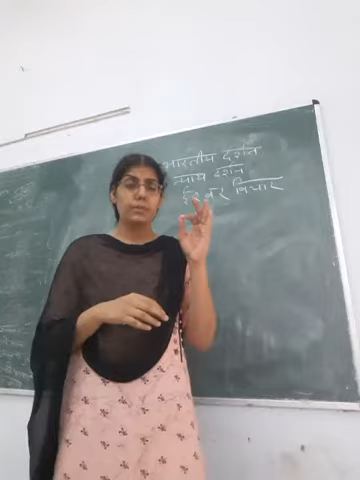 भारतीय दर्शन
न्याय दर्शन
ईश्वर विचार